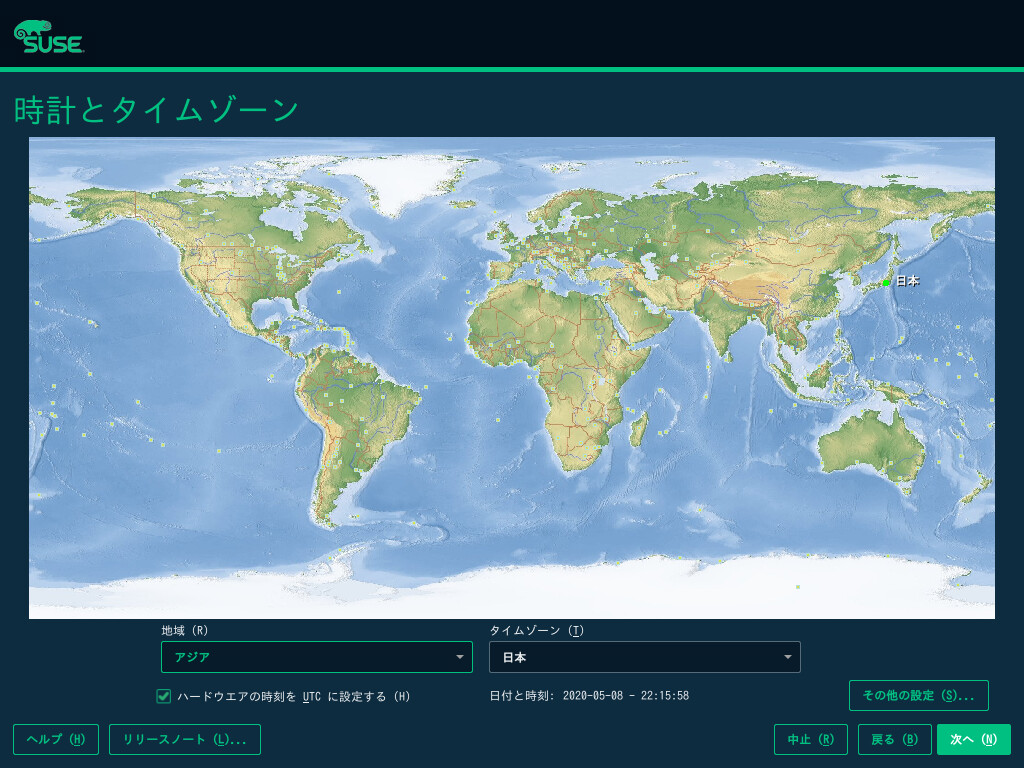 SUSE
時計とタイムゾーン
日本
地域 (R)
タイムゾーン (T)
アジア
日本
ハードウエアの時刻を UTC に設定する (H)
日付と時刻: 2020-05-08 - 22:15:58
その他の設定 (S)...
ヘルプ (H)
リリースノート (L)...
中止 (R)
戻る (B)
次へ (N)